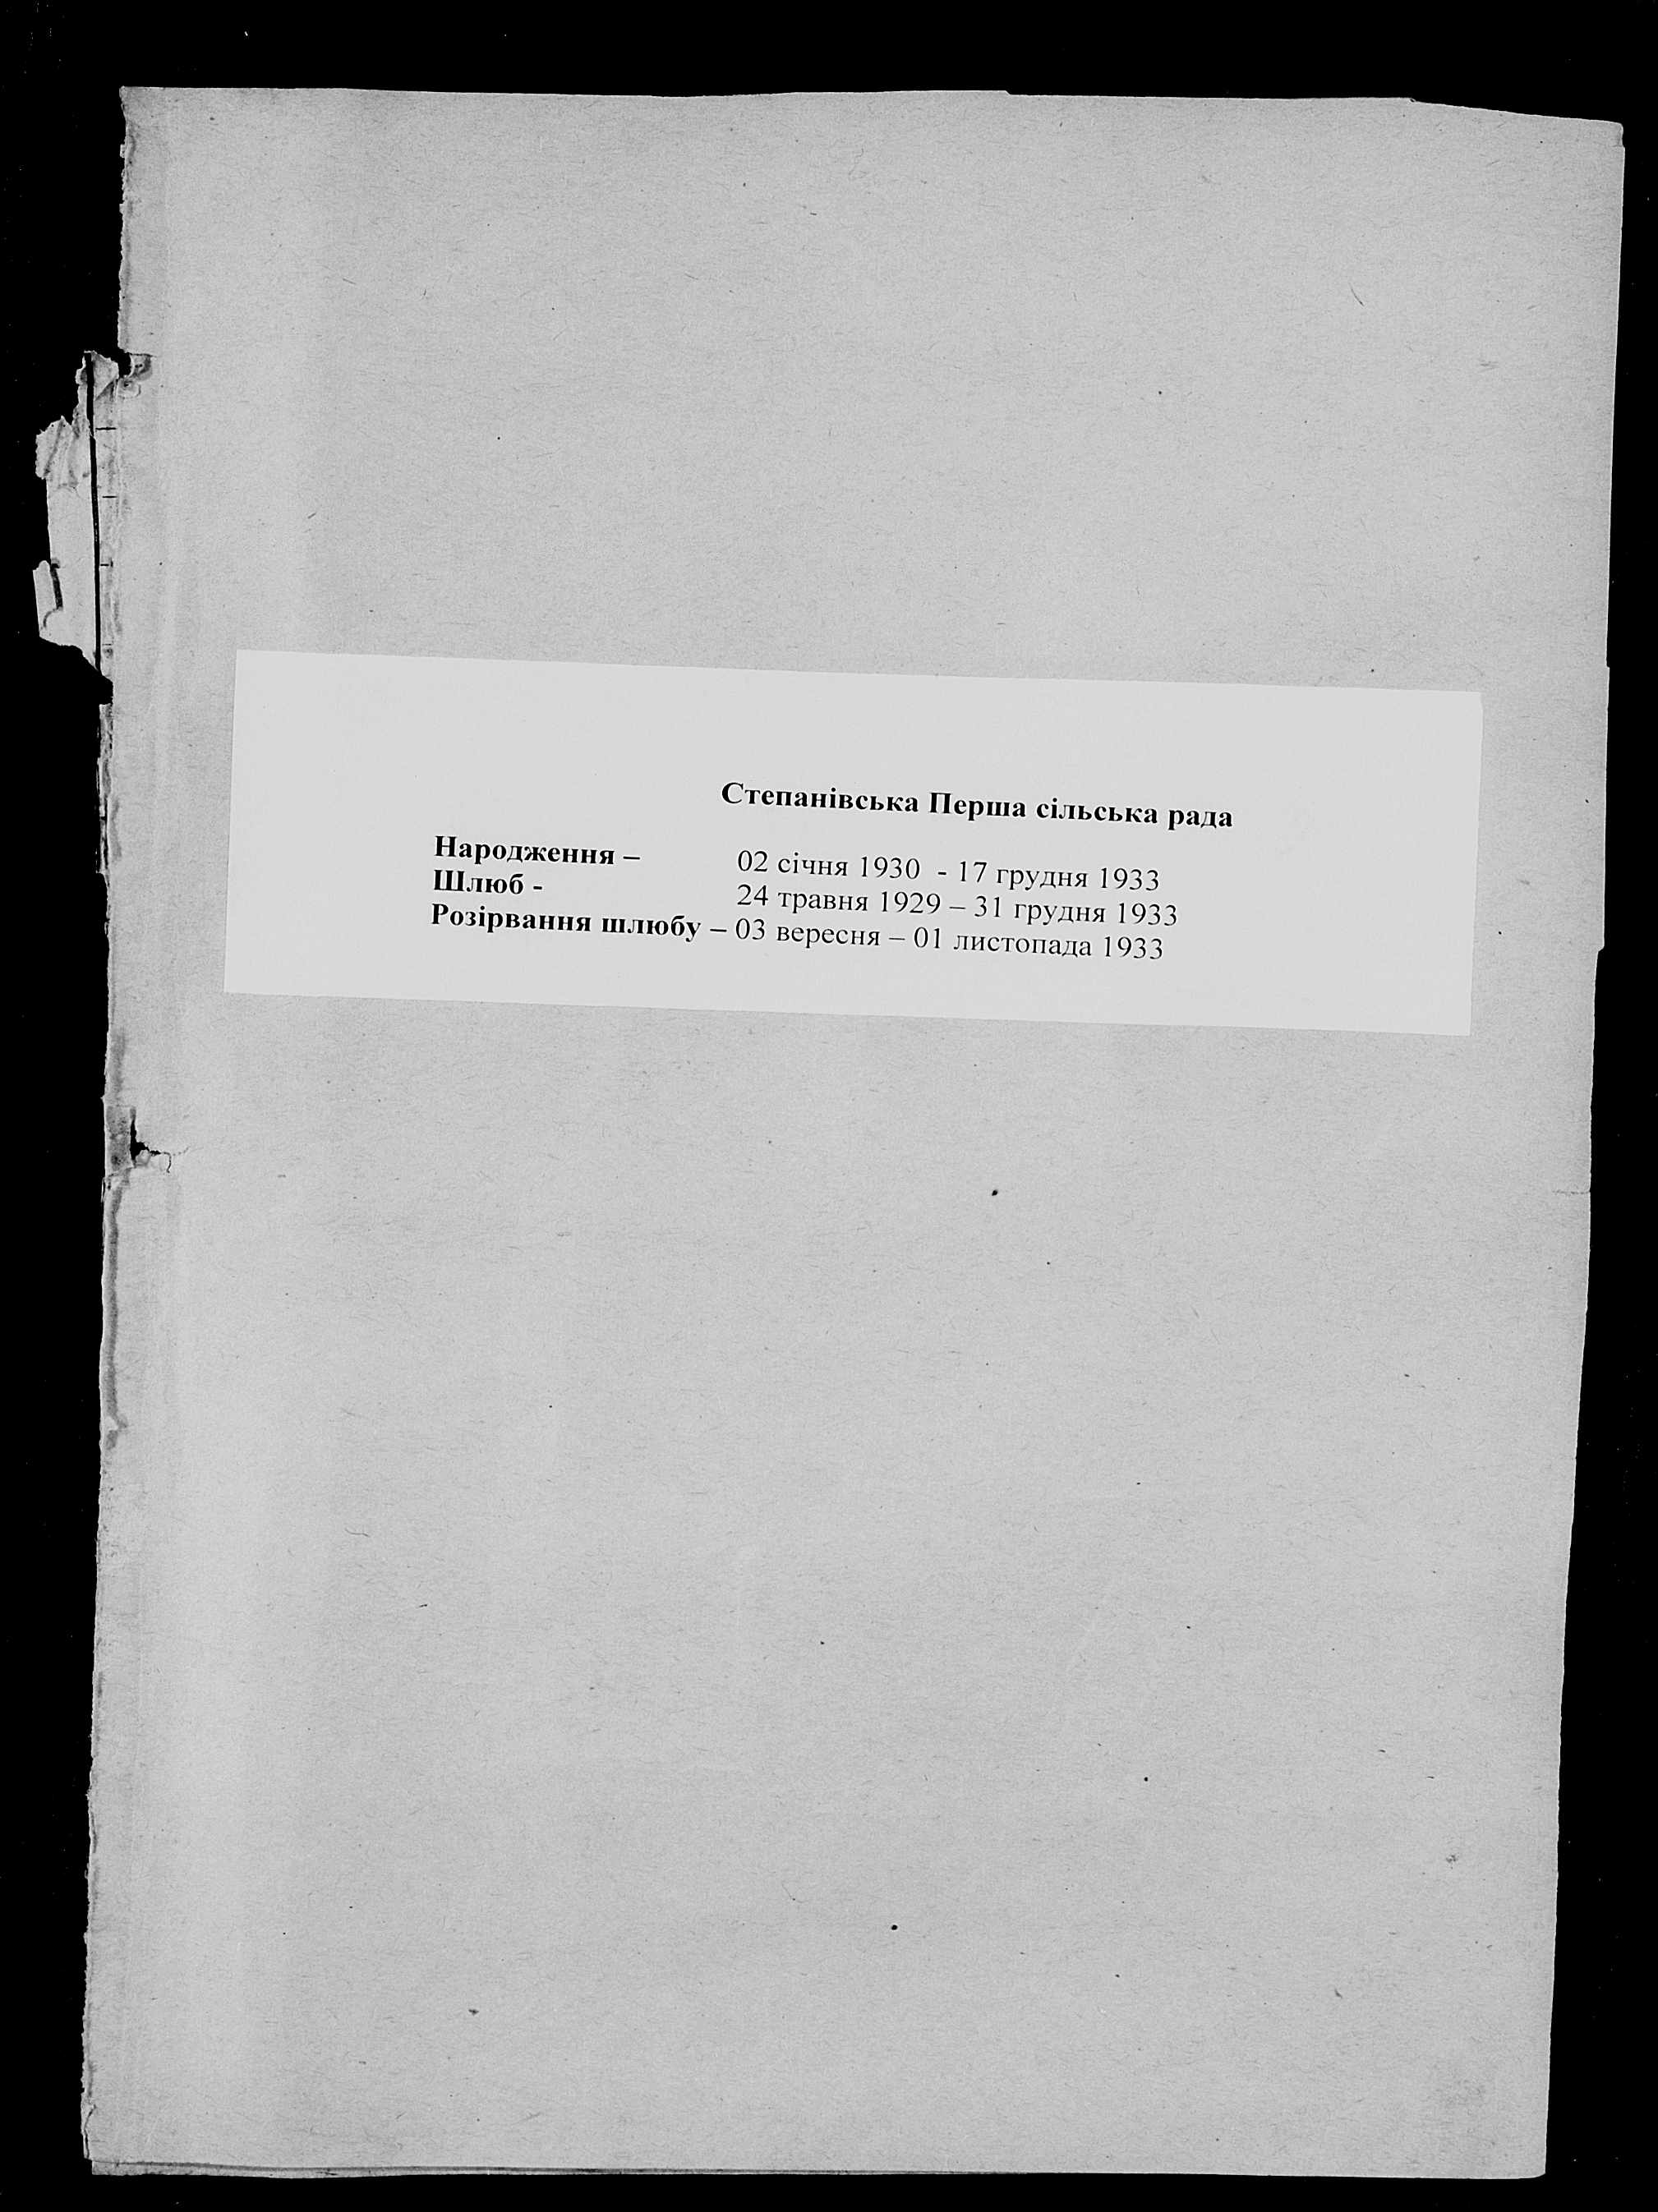 Степанівська Перша сільська рада
Народження – 02 січня 1930 - 17 грудня 1933
Шлюб - 24 травня 1929 – 31 грудня 1933
Розірвання шлюбу – 03 вересня – 01 листопада 1933